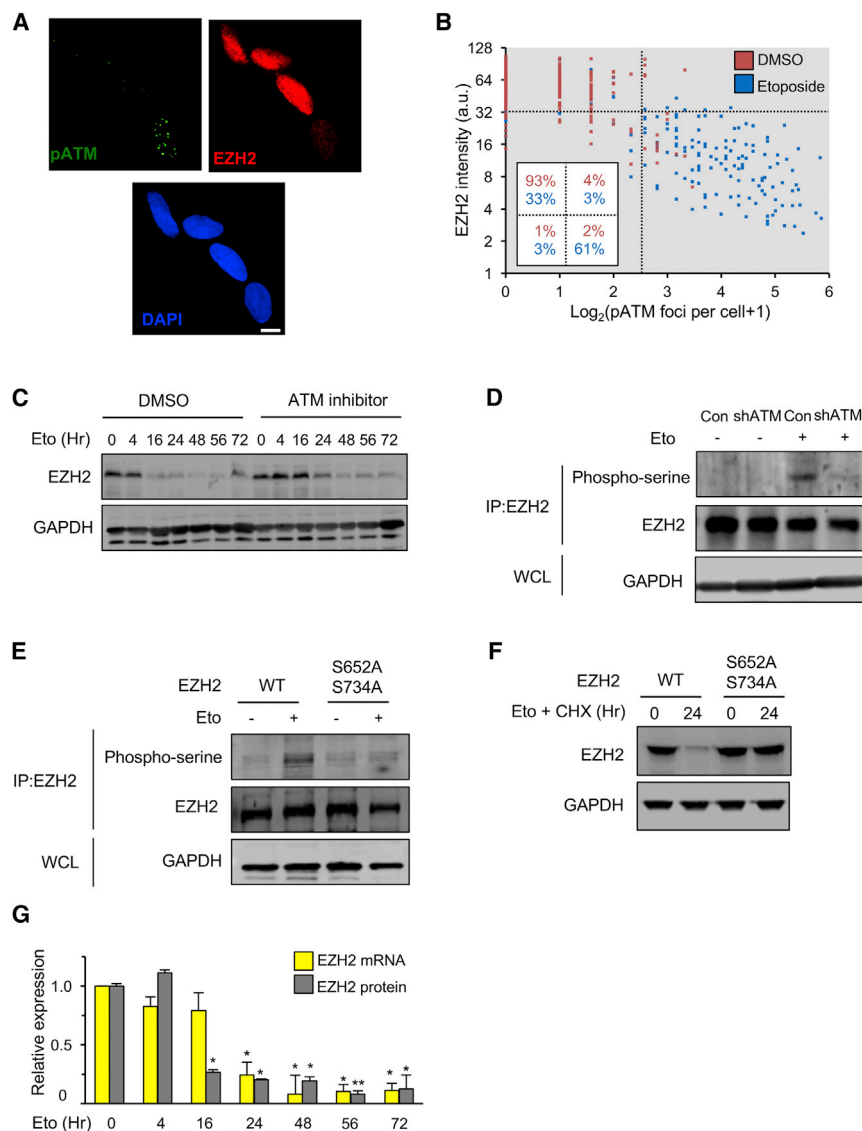 A
pATM
EZH2
DAPI
B
EZH2 intensity (a.u.)
128
64
32
16
8
4
2
1
DMSO
Etoposide
93% 4%
33% 3%
1% 2%
3% 61%
0 1 2 3 4 5 6
Log2(pATM foci per cell+1)
C
DMSO ATM inhibitor
Eto (Hr) 0 4 16 24 48 56 72 0 4 16 24 48 56 72
EZH2
GAPDH
D
Con shATM Con shATM
Eto - - + +
IP:EZH2
Phospho-serine
EZH2
WCL
GAPDH
E
EZH2 WT S652A
S734A
Eto - + - +
IP:EZH2
Phospho-serine
EZH2
WCL
GAPDH
F
EZH2 WT S652A
S734A
Eto + CHX (Hr) 0 24 0 24
EZH2
GAPDH
G
Relative expression
1.0
0.5
0
EZH2 mRNA
EZH2 protein
* * * * * * ** * *
Eto (Hr) 0 4 16 24 48 56 72